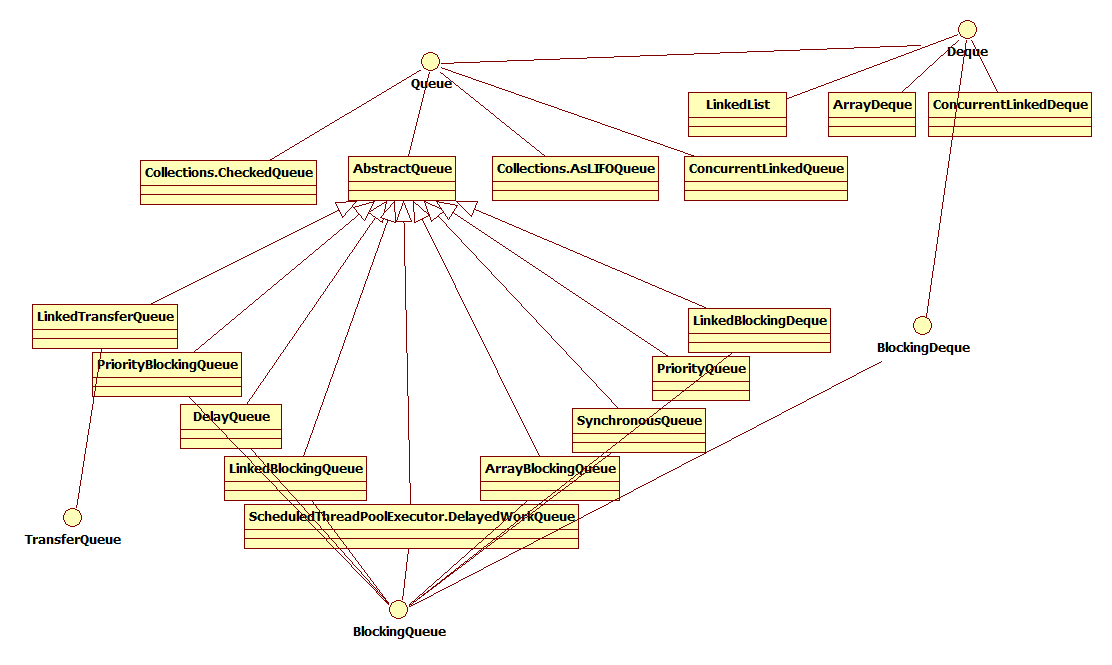 Deque
Queue
LinkedList
ArrayDeque
ConcurrentLinkedDeque
Collections.CheckedQueue
AbstractQueue
Collections.AsLIFOQueue
ConcurrentLinkedQueue
LinkedTransferQueue
LinkedBlockingDeque
BlockingDeque
PriorityBlockingQueue
PriorityQueue
DelayQueue
SynchronousQueue
LinkedBlockingQueue
ArrayBlockingQueue
ScheduledThreadPoolExecutor.DelayedWorkQueue
TransferQueue
BlockingQueue